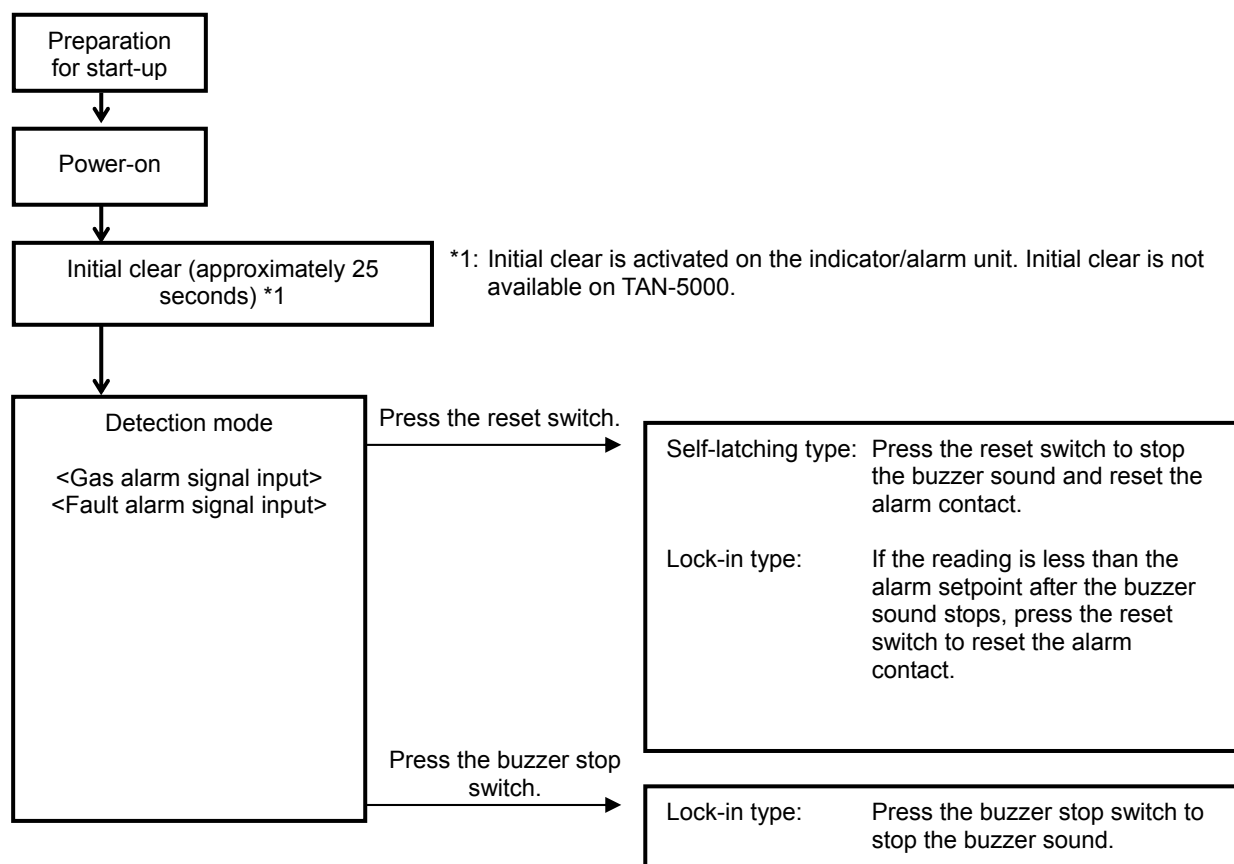 Preparation
for start-up
Power-on
Initial clear (approximately 25
seconds) *1
*1: Initial clear is activated on the indicator/alarm unit. Initial clear is not
available on TAN-5000.
Detection mode
<Gas alarm signal input>
<Fault alarm signal input>
Press the reset switch.
Self-latching type: Press the reset switch to stop
the buzzer sound and reset the
alarm contact.
Lock-in type: If the reading is less than the
alarm setpoint after the buzzer
sound stops, press the reset
switch to reset the alarm
contact.
Press the buzzer stop
switch.
Lock-in type: Press the buzzer stop switch to
stop the buzzer sound.